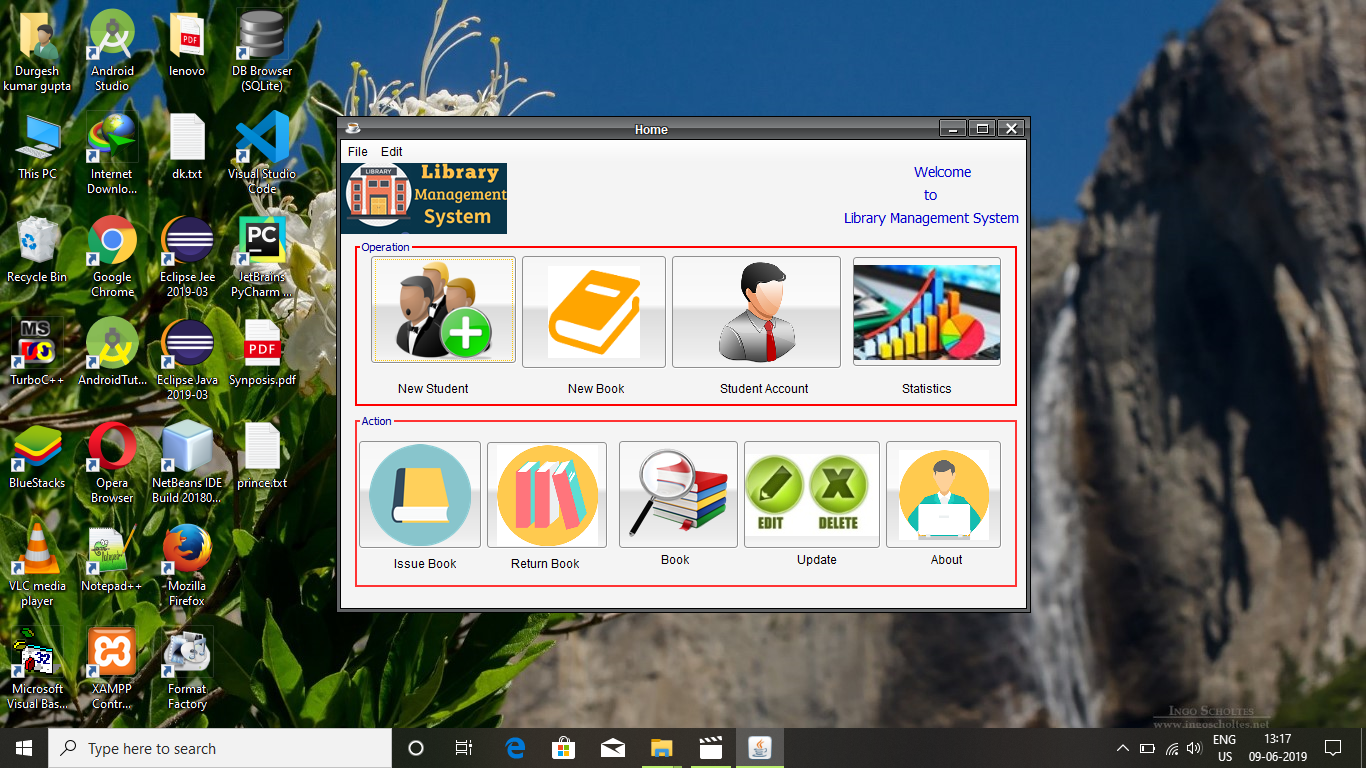 Durgesh
kumar gupta
Android
Studio
lenovo
DB Browser
(SQLite)
This PC
Internet
Downlo...
dk.txt
Visual Studio
Code
Recycle Bin
Google
Chrome
Eclipse Jee
2019-03
PC
JetBrains
PyCharm ...
MS
TurboC++
AndroidTut...
Eclipse Java
2019-03
PDF
Synposis.pdf
BlueStacks
Opera
Browser
NetBeans IDE
Build 20180...
prince.txt
VLC media
player
Notepad++
Mozilla
Firefox
32
Microsoft
Visual Bas...
XAMPP
Contr...
Format
Factory
PDF
Home
File Edit
LIBRARY
Library
Management
System
Welcome
to
Library Management System
Operation
New Student
New Book
Student Account
Statistics
Action
EDIT
DELETE
Issue Book
Return Book
Book
Update
About
Ingo Scholtes
www.ingoscholtes.net
Type here to search
ENG
US
13:17
09-06-2019